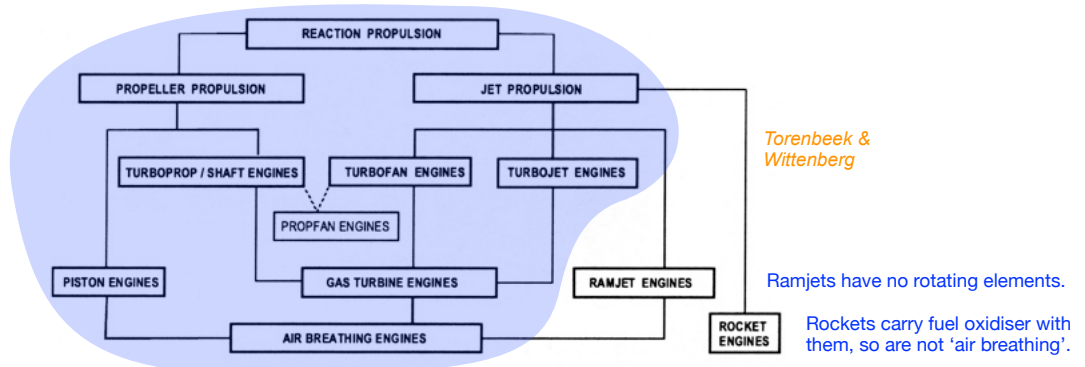 REACTION PROPULSION
PROPELLER PROPULSION
JET PROPULSION
Torenbeek &
Wittenberg
TURBOPROP / SHAFT ENGINES
TURBOFAN ENGINES
TURBOJET ENGINES
PROPFAN ENGINES
PISTON ENGINES
GAS TURBINE ENGINES
RAMJET ENGINES
Ramjets have no rotating elements.
AIR BREATHING ENGINES
ROCKET
ENGINES
Rockets carry fuel oxidiser with
them, so are not ‘air breathing’.